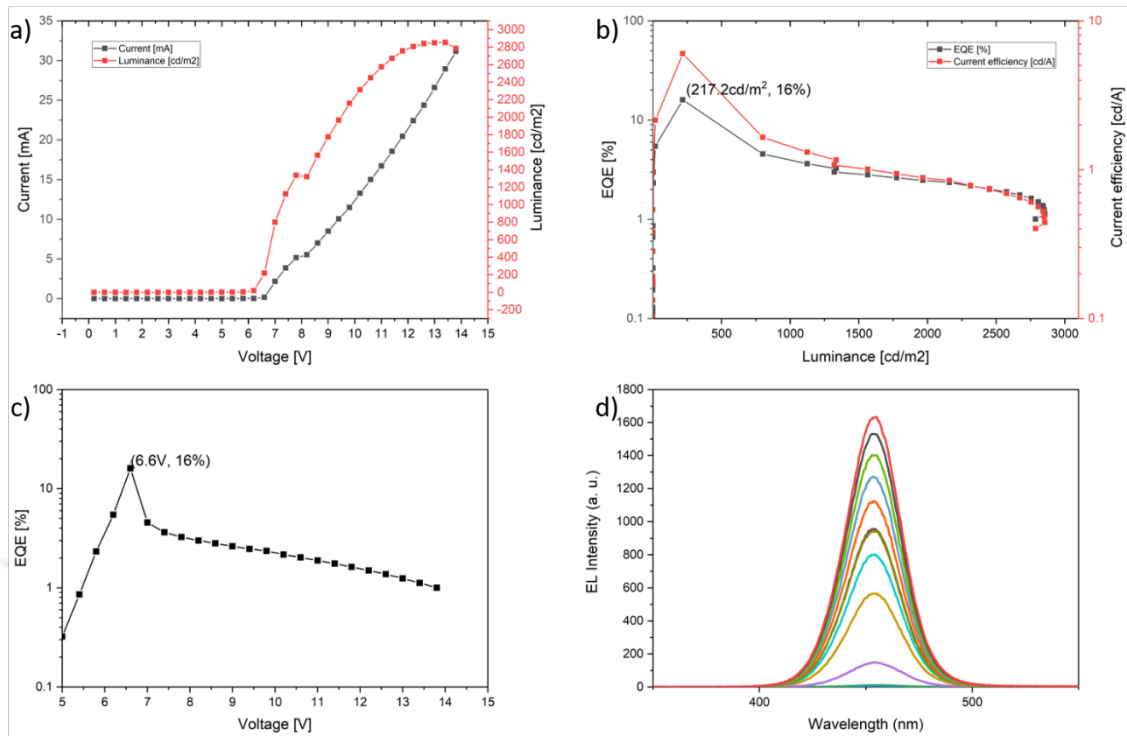 a)
35
30
25
20
15
10
5
0
Current [mA]
Current [mA]
Luminance [cd/m2]
3000
2800
2600
2400
2200
2000
1800
1600
1400
1200
1000
800
600
400
200
0
-200
Luminance [cd/m2]
-1 0 1 2 3 4 5 6 7 8 9 10 11 12 13 14 15
Voltage [V]
b)
100
10
1
0.1
EQE [%]
EQE [%]
Current efficiency [cd/A]
(217.2cd/m², 16%)
10
1
0.1
Current efficiency [cd/A]
500 1000 1500 2000 2500 3000
Luminance [cd/m2]
c)
100
10
1
0.1
EQE [%]
(6.6V, 16%)
5 6 7 8 9 10 11 12 13 14 15
Voltage [V]
d)
1800
1600
1400
1200
1000
800
600
400
200
0
EL Intensity (a. u.)
400 500
Wavelength (nm)